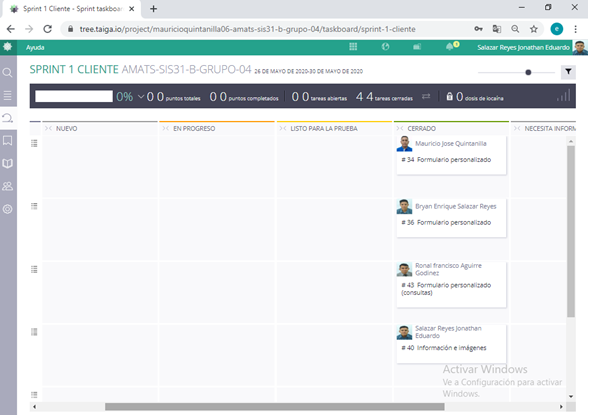 Sprint 1 Cliente - Sprint taskboa
tree.taiga.io/project/mauricioquintanilla06-amats-sis31-b-grupo-04/taskboard/sprint-1-cliente
Ayuda
Salazar Reyes Jonathan Eduardo
SPRINT 1 CLIENTE AMATS-SIS31-B-GRUPO-04 26 DE MAYO DE 2020-30 DE MAYO DE 2020
0% 0 0 puntos totales 0 0 puntos completados 0 0 tareas abiertas 4 4 tareas cerradas 0 dosis de iocaína
NUEVO EN PROGRESO LISTO PARA LA PRUEBA CERRADO NECESITA INFORM
Mauricio Jose Quintanilla
# 34 Formulario personalizado
Bryan Enrique Salazar Reyes
# 36 Formulario personalizado
Ronal francisco Aguirre
Godinez
# 43 Formulario personalizado
(consultas)
Salazar Reyes Jonathan
Eduardo
# 40 Información e imágenes
Activar Windows
Ve a Configuración para activar
Windows.